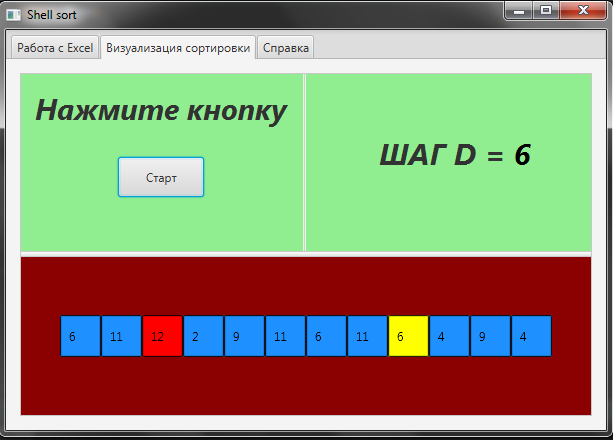 Shell sort
Работа с Excel Визуализация сортировки Справка
Нажмите кнопку
Старт
ШАГ D = 6
6 11 12 2 9 11 6 11 6 4 9 4